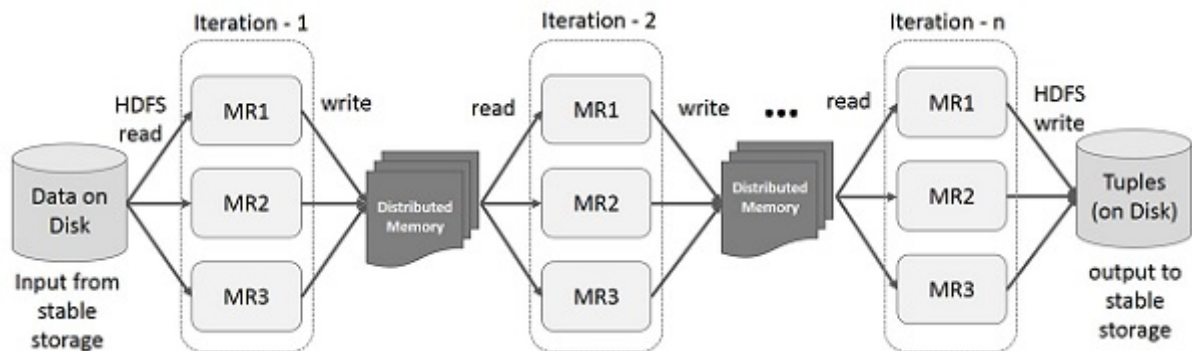 Iteration - 1
Iteration - 2
Iteration - n
HDFS
read
MR1
write
read
MR1
write
...
read
MR1
HDFS
write
Data on
Disk
MR2
Distributed
Memory
MR2
Distributed
Memory
MR2
Tuples
(on Disk)
Input from
stable
storage
MR3
MR3
MR3
output to
stable
storage